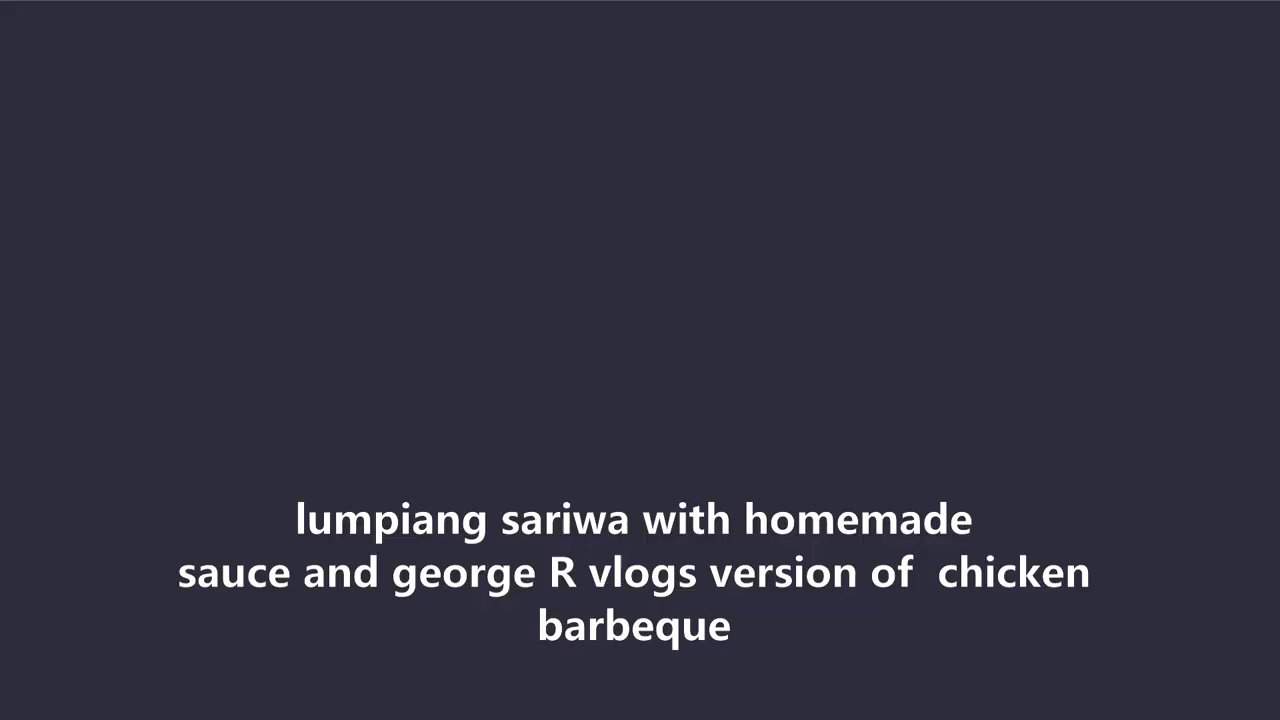 lumpiang sariwa with homemade
sauce and george R vlogs version of  chicken
barbeque